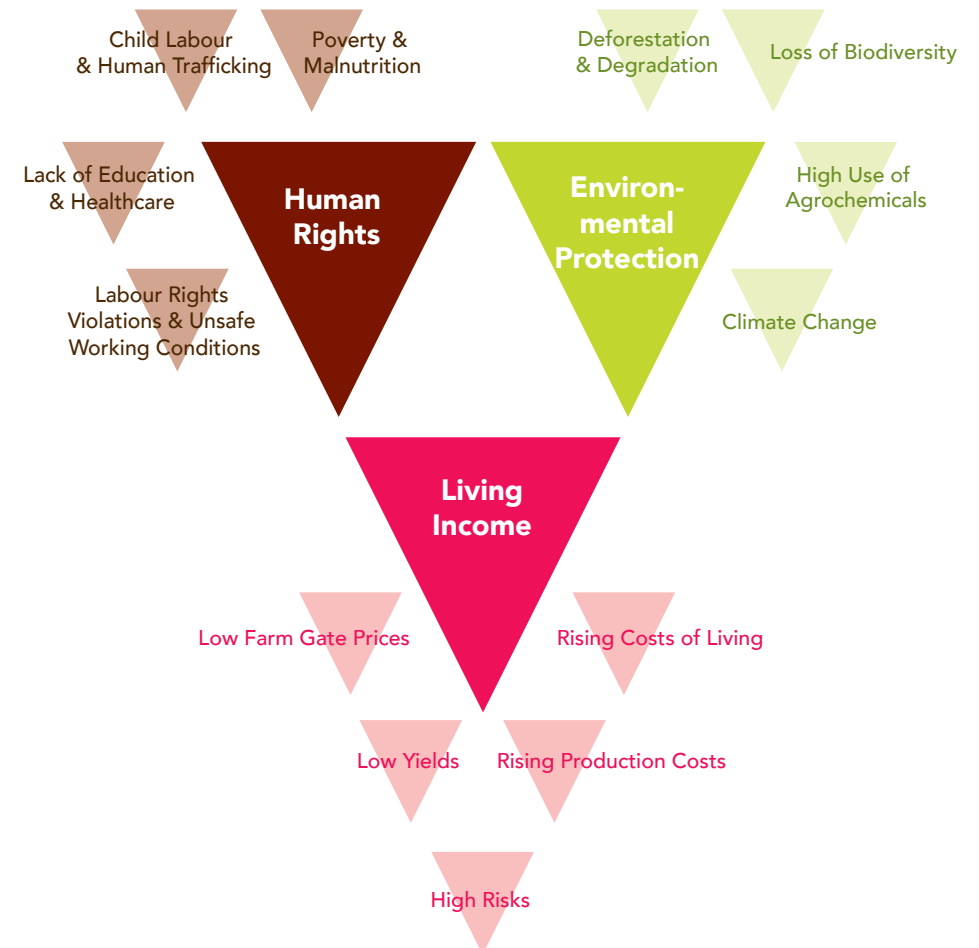 Child Labour
& Human Trafficking
Poverty &
Malnutrition
Deforestation
& Degradation
Loss of Biodiversity
Lack of Education
& Healthcare
Human
Rights
Environ-
mental
Protection
High Use of
Agrochemicals
Labour Rights
Violations & Unsafe
Working Conditions
Climate Change
Living
Income
Low Farm Gate Prices
Rising Costs of Living
Low Yields
Rising Production Costs
High Risks